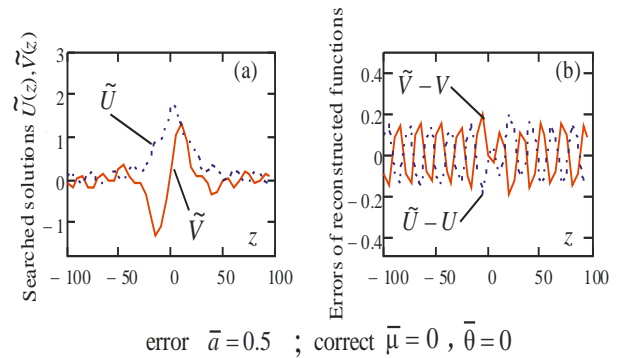 Searched solutions Ũ(z),Ṽ(z)
3
2
1
0
− 1
(a)
Ũ
Ṽ
z
− 100
− 50
0
50
100
Errors of reconstructed functions
0.4
0.2
0
− 0.2
− 0.4
(b)
Ṽ − V
Ũ − U
z
− 100
− 50
0
50
100
error a̅ = 0.5 ; correct μ̅ = 0 , θ̅ = 0